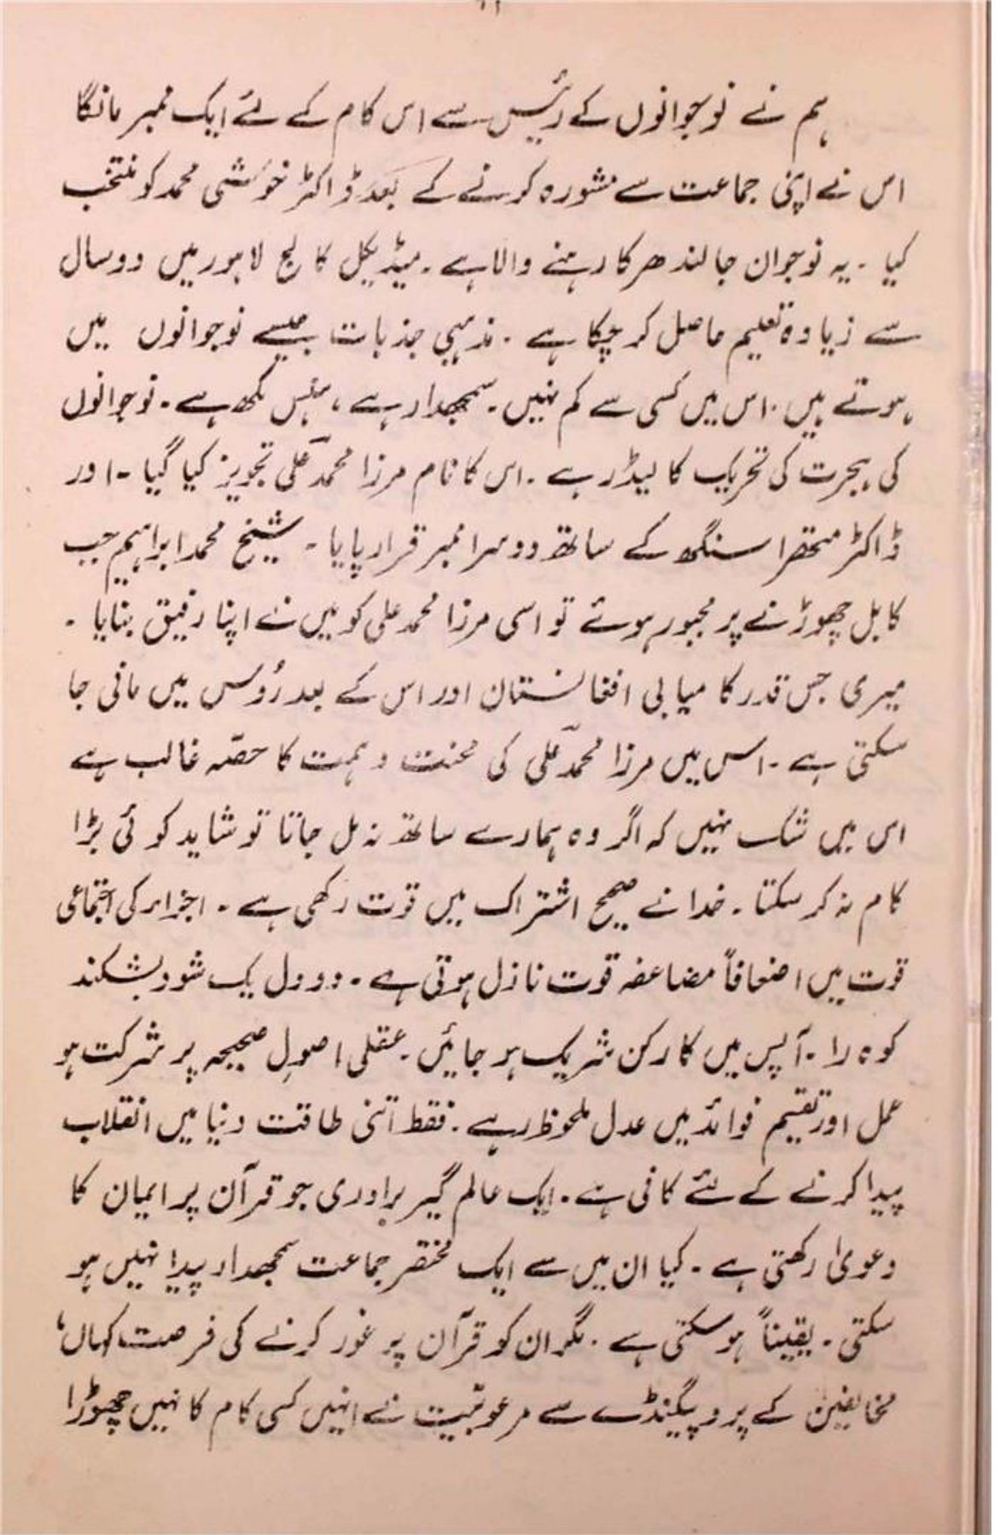 ہم نے نوجوانوں کے رئیس سے اس کام کے لئے ایک نمبر مانگا
اس نے اپنی جماعت سے مشورہ کرنے کے بعد ڈاکٹر خوشی محمد کو منتخب
کیا ۔ یہ نوجوان جالندھر کا رہنے والا ہے ۔ میڈیکل کالج لاہور میں دو سال
سے زیادہ تعلیم حاصل کر چکا ہے ۔ مذہبی جذبات جیسے نوجوانوں میں
ہوتے ہیں ۔ اس میں کسی سے کم نہیں ۔ سمجھدار ہے ، ہنس مکھ ہے ۔ نوجوانوں
کی ہجرت کی تحریک کا لیڈر ہے ۔ اس کا نام مرزا محمد علی تجویز کیا گیا ۔ اور
ڈاکٹر متھرا سنگھ کے ساتھ دوسرا نمبر قرار پایا ۔ شیخ محمد ابراہیم جب
کابل چھوڑنے پر مجبور ہوئے تو اسی مرزا محمد علی کو میں نے اپنا رفیق بنایا ۔
میری جس قدر کامیابی افغانستان اور اس کے بعد رُوس میں مانی جا
سکتی ہے ۔ اس میں مرزا محمد علی کی محنت و ہمت کا حصّہ غالب ہے
اس میں شک نہیں کہ اگر وہ ہمارے ساتھ نہ مل جاتا تو شاید کوئی بڑا
کام نہ کر سکتا ۔ خدا نے صحیح اشتراک میں قوت رکھی ہے ۔ اجزاء کی اجتماعی
قوت میں اضعافاً مضاعفہ قوت نازل ہوتی ہے ۔ دو دل یک شود بشکند
کوہ را ۔ آپس میں کارکن شریک ہو جائیں ۔ عقلی اصولِ صحیحہ پر شرکت ہو
عمل اور تقسیم فوائد میں عدل ملحوظ رہے ۔ فقط اتنی طاقت دنیا میں انقلاب
پیدا کرنے کے لئے کافی ہے ۔ ایک عالم گیر برادری جو قرآن پر ایمان کا
دعویٰ رکھتی ہے ۔ کیا ان میں سے ایک مختصر جماعت سمجھدار پیدا نہیں ہو
سکتی ۔ یقیناً ہو سکتی ہے ۔ مگر ان کو قرآن پر غور کرنے کی فرصت کہاں ،
مخالفین کے پروپیگنڈے سے مرعوبّیت نے انہیں کسی کام کا نہیں چھوڑا